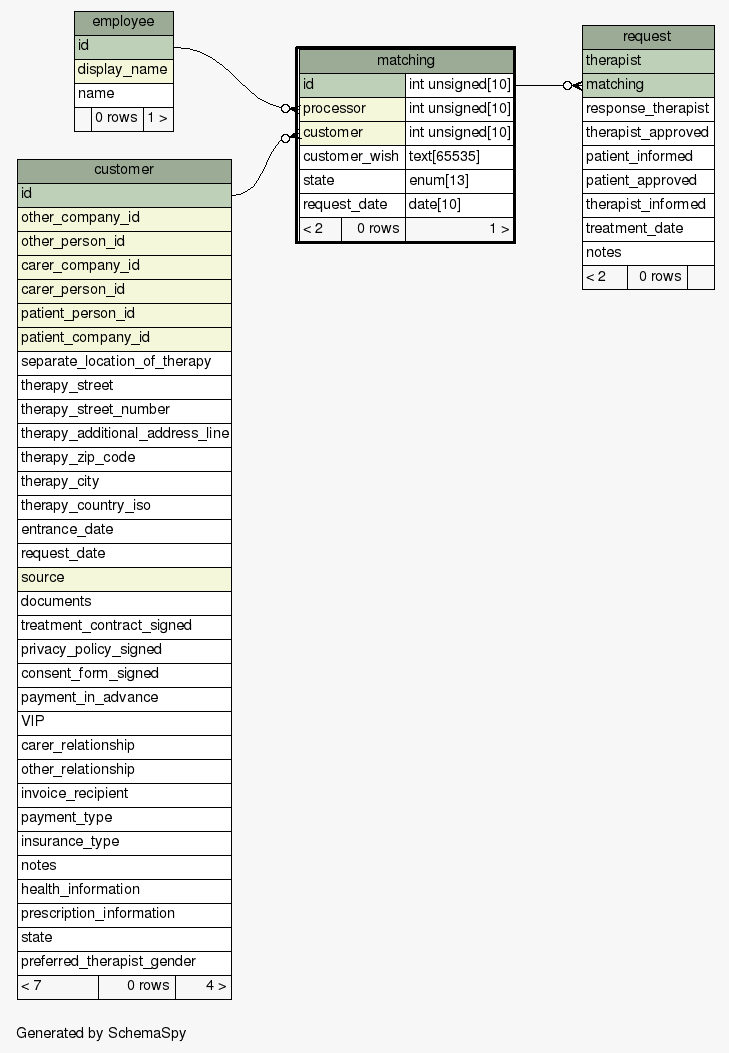 employee
id
display_name
name
0 rows 1 >
matching
id int unsigned[10]
processor int unsigned[10]
customer int unsigned[10]
customer_wish text[65535]
state enum[13]
request_date date[10]
< 2 0 rows 1 >
request
therapist
matching
response_therapist
therapist_approved
patient_informed
patient_approved
therapist_informed
treatment_date
notes
< 2 0 rows
customer
id
other_company_id
other_person_id
carer_company_id
carer_person_id
patient_person_id
patient_company_id
separate_location_of_therapy
therapy_street
therapy_street_number
therapy_additional_address_line
therapy_zip_code
therapy_city
therapy_country_iso
entrance_date
request_date
source
documents
treatment_contract_signed
privacy_policy_signed
consent_form_signed
payment_in_advance
VIP
carer_relationship
other_relationship
invoice_recipient
payment_type
insurance_type
notes
health_information
prescription_information
state
preferred_therapist_gender
< 7 0 rows 4 >
Generated by SchemaSpy